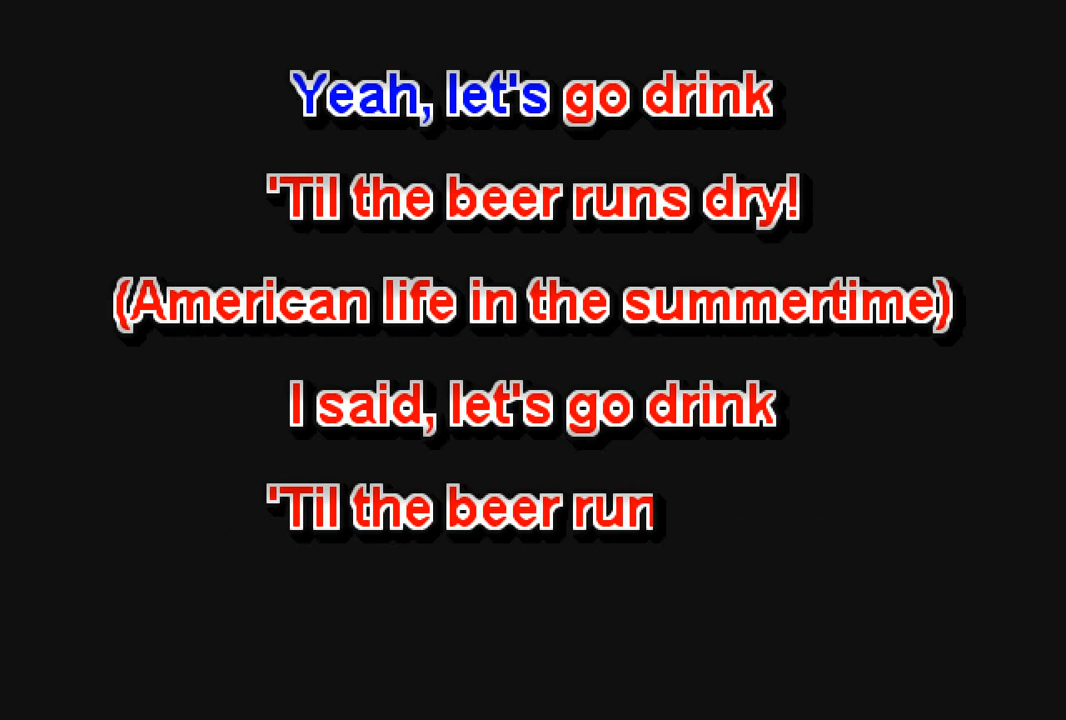 Yeah, let's go drink
'Til the beer runs dry!
(American life in the summertime)
I said, let's go drink
'Til the beer run